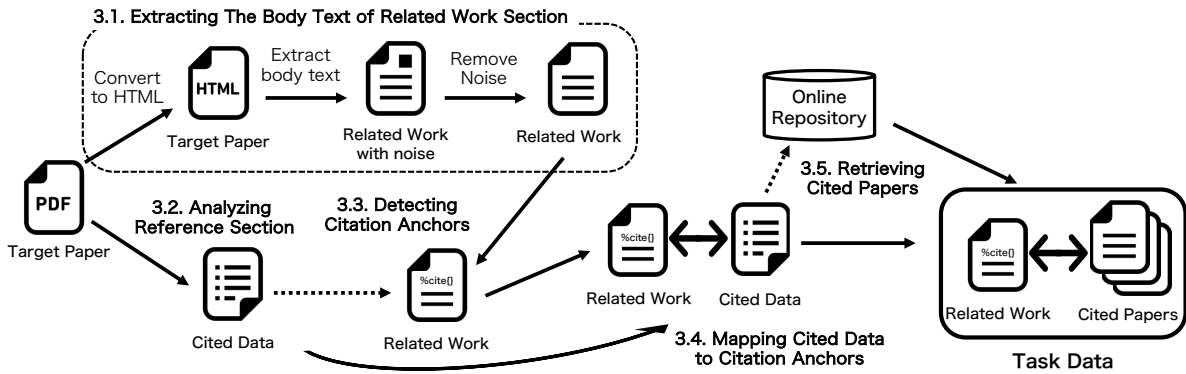 3.1. Extracting The Body Text of Related Work Section
Convert
to HTML
HTML
Target Paper
Extract
body text
Related Work
with noise
Remove
Noise
Related Work
PDF
Target Paper
3.2. Analyzing
Reference Section
Cited Data
3.3. Detecting
Citation Anchors
%cite{}
Related Work
%cite{}
Related Work
Cited Data
3.4. Mapping Cited Data
to Citation Anchors
Online
Repository
3.5. Retrieving
Cited Papers
%cite{}
Related Work
Cited Papers
Task Data